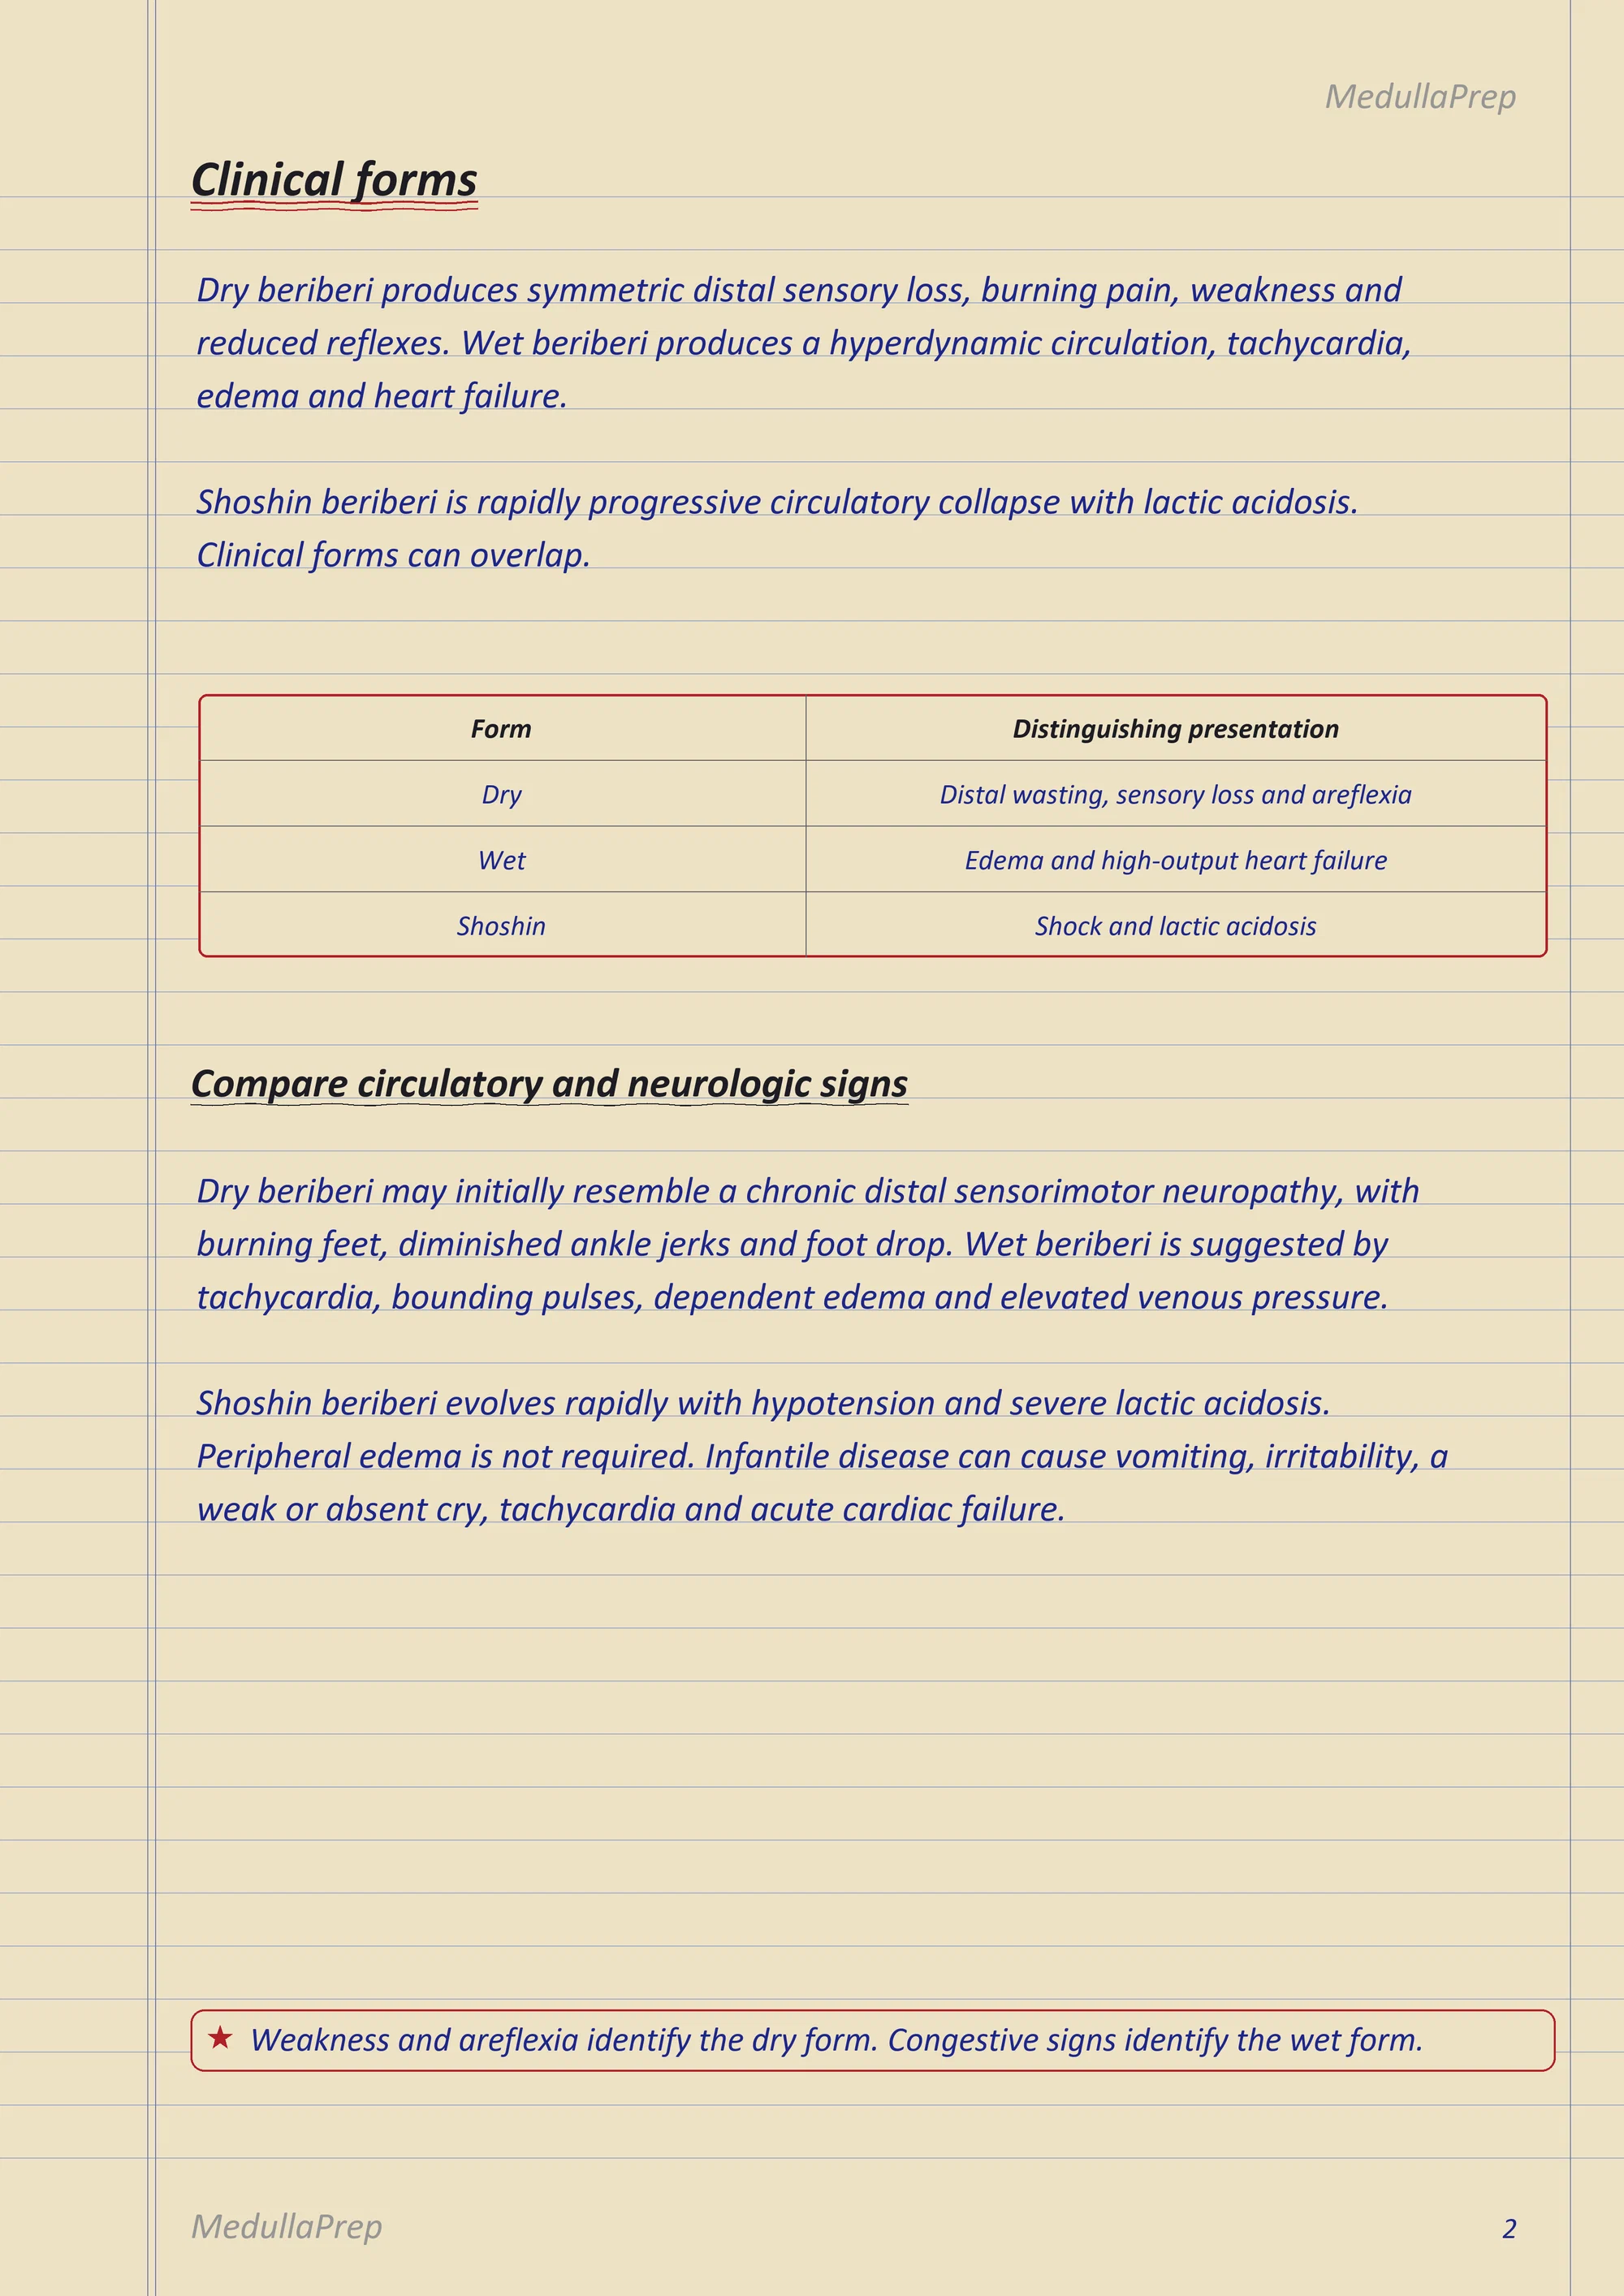 MedullaPrep
Clinical forms
Dry beriberi produces symmetric distal sensory loss, burning pain, weakness and
reduced reflexes. Wet beriberi produces a hyperdynamic circulation, tachycardia,
edema and heart failure.
Shoshin beriberi is rapidly progressive circulatory collapse with lactic acidosis.
Clinical forms can overlap.
Form Distinguishing presentation
Dry Distal wasting, sensory loss and areflexia
Wet Edema and high-output heart failure
Shoshin Shock and lactic acidosis
Compare circulatory and neurologic signs
Dry beriberi may initially resemble a chronic distal sensorimotor neuropathy, with
burning feet, diminished ankle jerks and foot drop. Wet beriberi is suggested by
tachycardia, bounding pulses, dependent edema and elevated venous pressure.
Shoshin beriberi evolves rapidly with hypotension and severe lactic acidosis.
Peripheral edema is not required. Infantile disease can cause vomiting, irritability, a
weak or absent cry, tachycardia and acute cardiac failure.
★ Weakness and areflexia identify the dry form. Congestive signs identify the wet form.
MedullaPrep 2